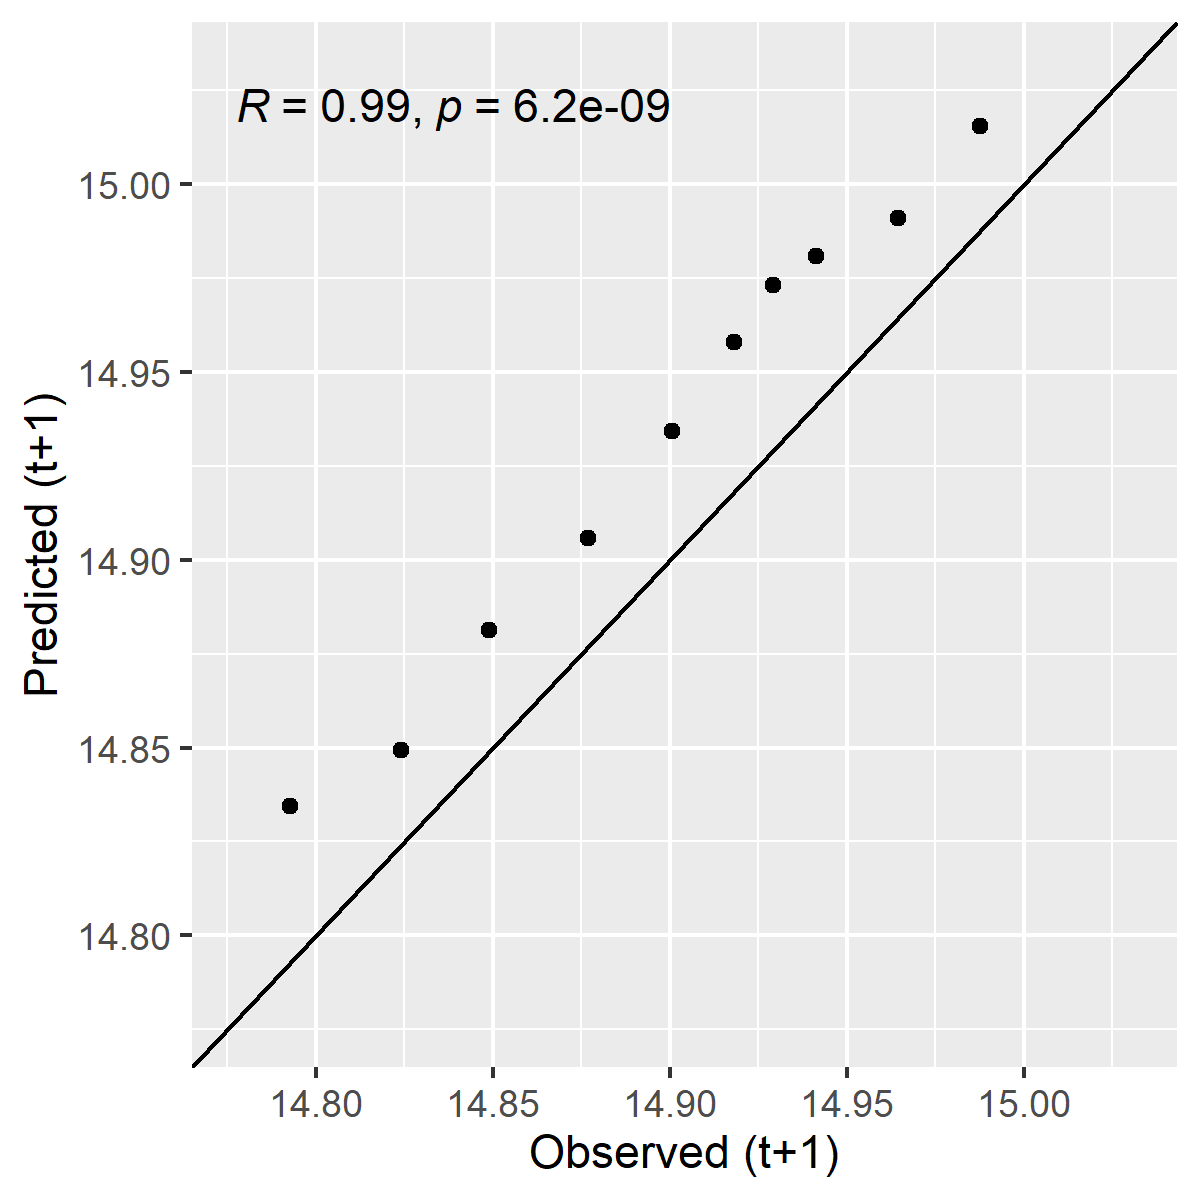 R = 0.99, p = 6.2e-09
15.00
14.95
14.90
14.85
14.80
Predicted (t+1)
14.80 14.85 14.90 14.95 15.00
Observed (t+1)